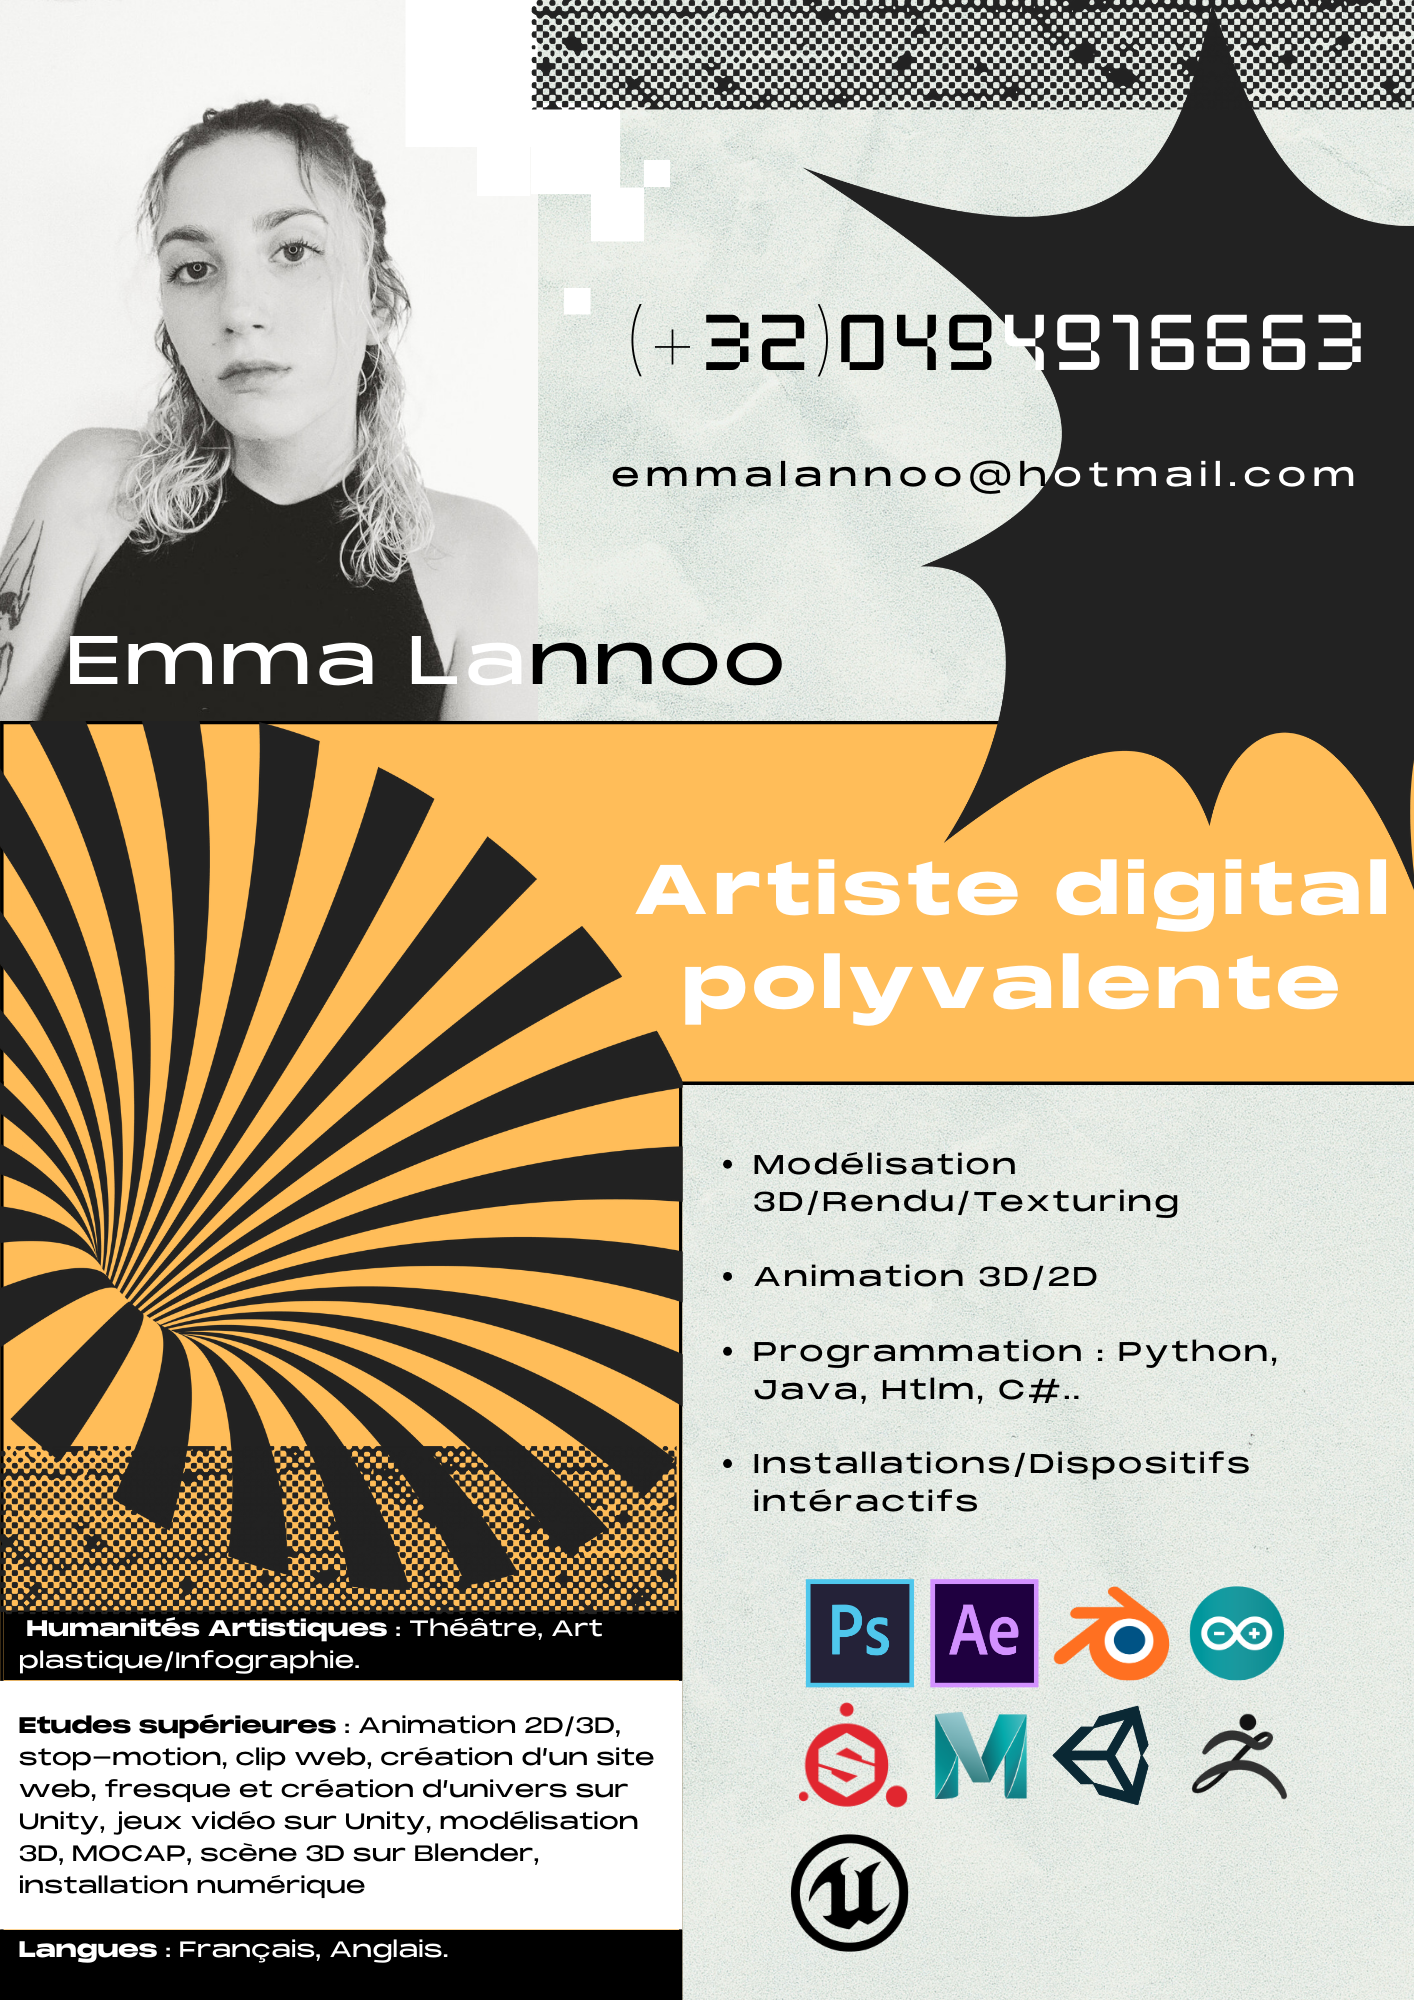 (+32)0494976663
emmalannoo@hotmail.com
Emma Lannoo
Artiste digital
polyvalente
• Modélisation
3D/Rendu/Texturing
• Animation 3D/2D
• Programmation : Python,
Java, Htlm, C#..
• Installations/Dispositifs
intéractifs
Ps Ae
Humanités Artistiques : Théâtre, Art
plastique/Infographie.
Etudes supérieures : Animation 2D/3D,
stop-motion, clip web, création d'un site
web, fresque et création d'univers sur
Unity, jeux vidéo sur Unity, modélisation
3D, MOCAP, scène 3D sur Blender,
installation numérique
Langues : Français, Anglais.